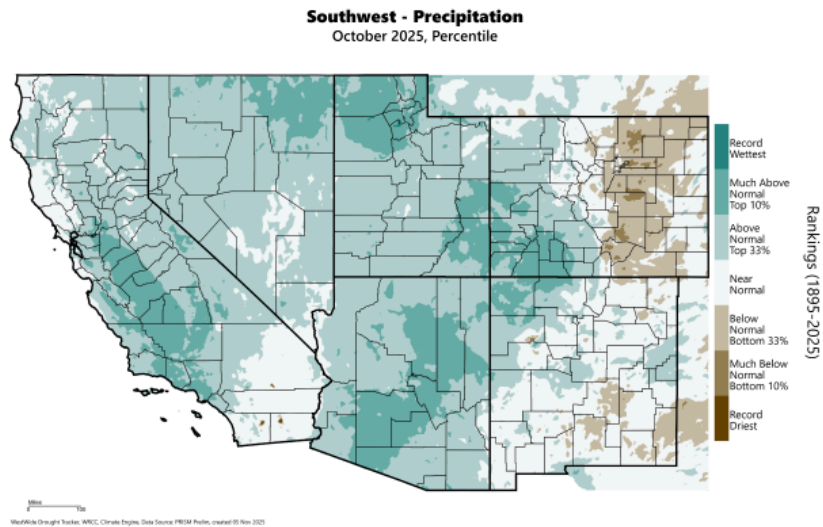 Southwest - Precipitation
October 2025, Percentile
Record
Wettest
Much Above
Normal
Top 10%
Above
Normal
Top 33%
Near
Normal
Below
Normal
Bottom 33%
Much Below
Normal
Bottom 10%
Record
Driest
Rankings (1895-2025)
Miles
0 100
WestWide Drought Tracker, WRCC, Climate Engine, Data Source: PRISM Prelim, created 05 Nov 2025